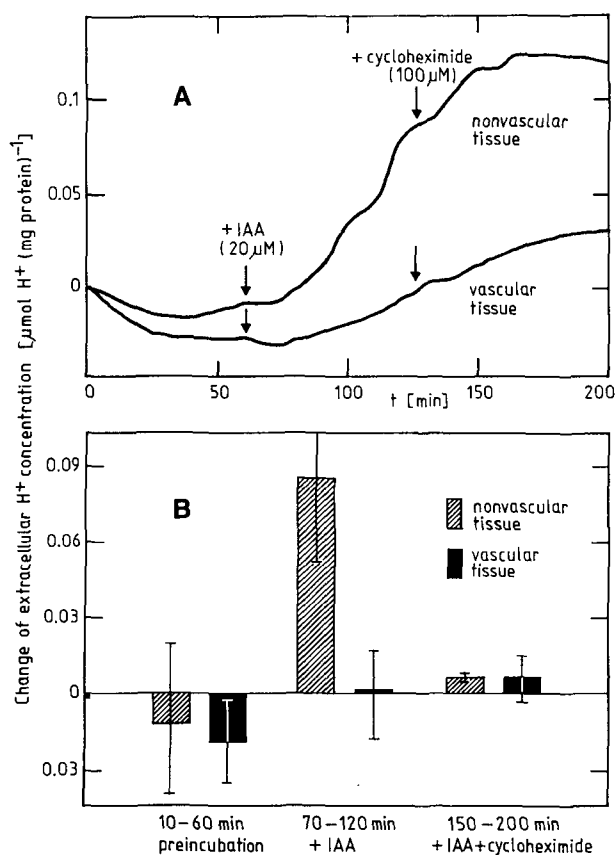 Change of extracellular H⁺ concentration [µmol H⁺ (mg protein)⁻¹]
A
0.1
0.05
0
+ cycloheximide
(100 µM)
nonvascular
tissue
+ IAA
(20 µM)
vascular
tissue
0
50
100
150
200
t [min]
B
0.09
0.06
0.03
0
0.03
nonvascular
tissue
vascular
tissue
10–60 min
preincubation
70–120 min
+ IAA
150–200 min
+ IAA+cycloheximide